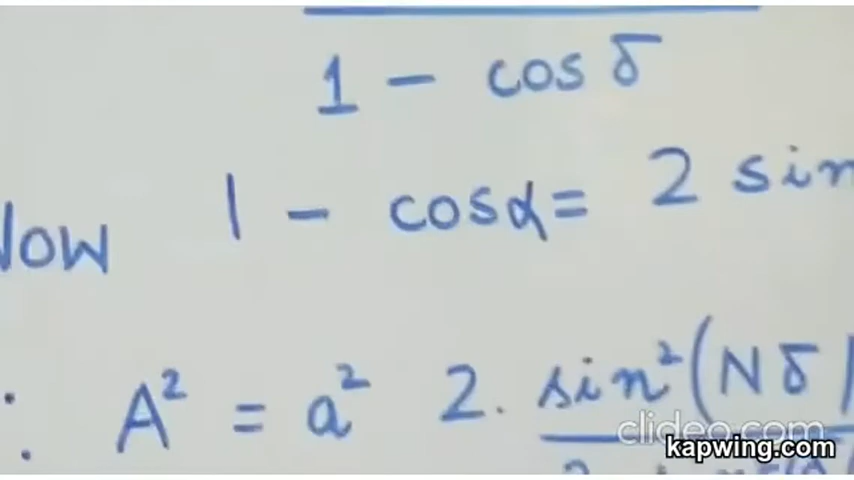 1 - cos δ
Now 1 - cosα = 2 sin
∴ A² = a² 2. sin²(Nδ
clideo.com
kapwing.com